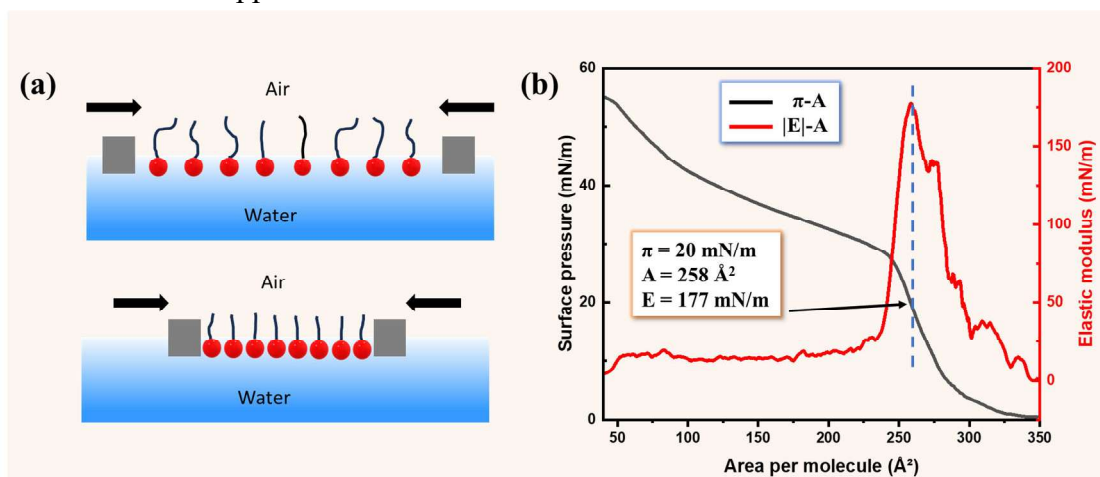 (a)
Air
Water
Air
Water
(b)
π-A
|E|-A
π = 20 mN/m
A = 258 Å²
E = 177 mN/m
Surface pressure (mN/m)
60
40
20
0
Elastic modulus (mN/m)
200
150
100
50
0
50 100 150 200 250 300 350
Area per molecule (Å²)